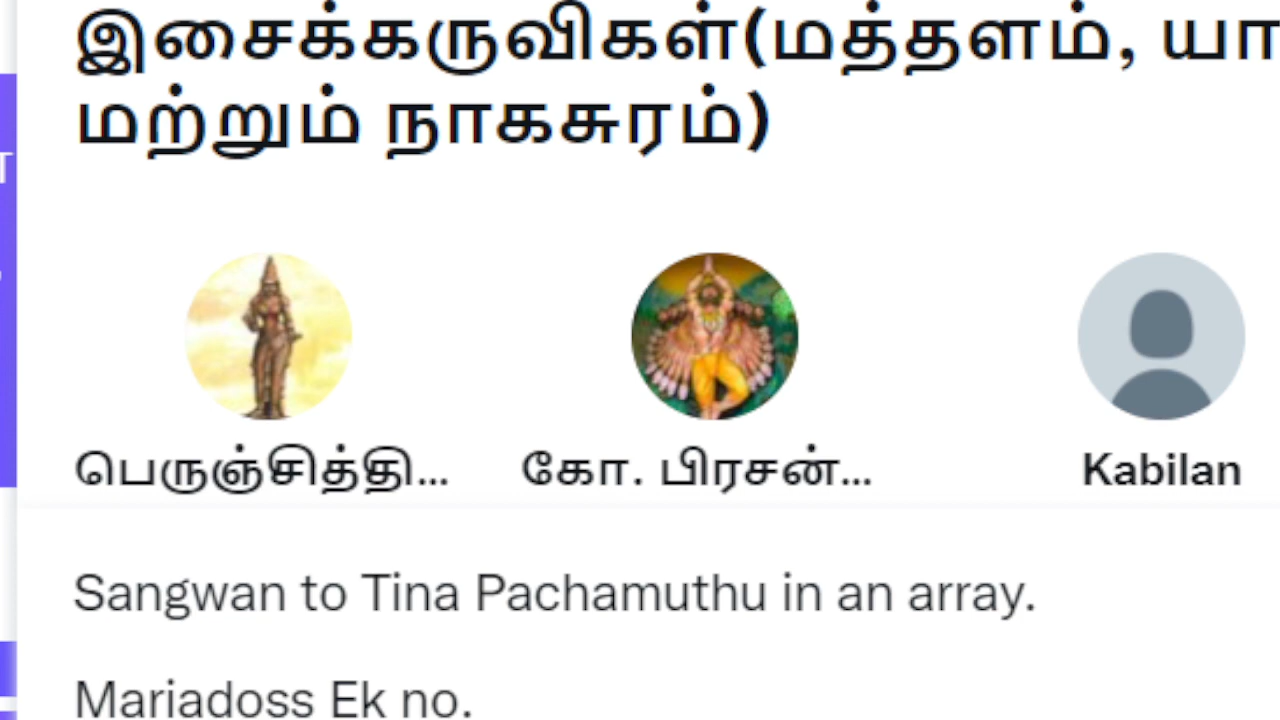 இசைக்கருவிகள்(மத்தளம்,
மற்றும் நாகசுரம்)
பெருஞ்சித்தி... கோ. பிரசன்... Kabilan
Sangwan to Tina Pachamuthu in an array.
Mariadoss Ek no.